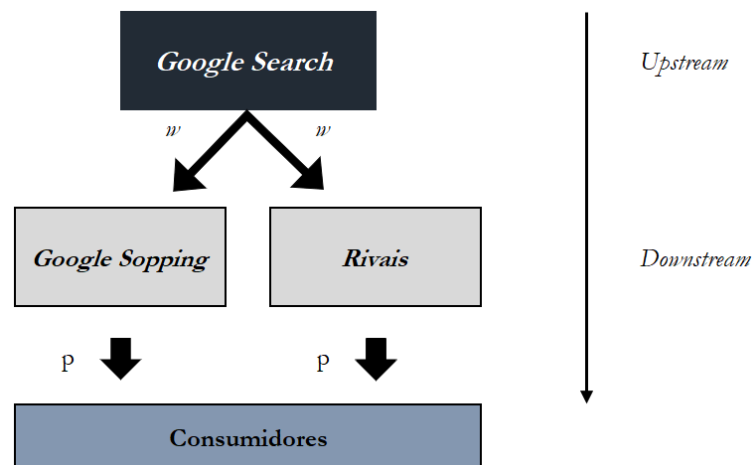 Google Search
Upstream
w
w
Google Sopping
Rivais
Downstream
p
p
Consumidores